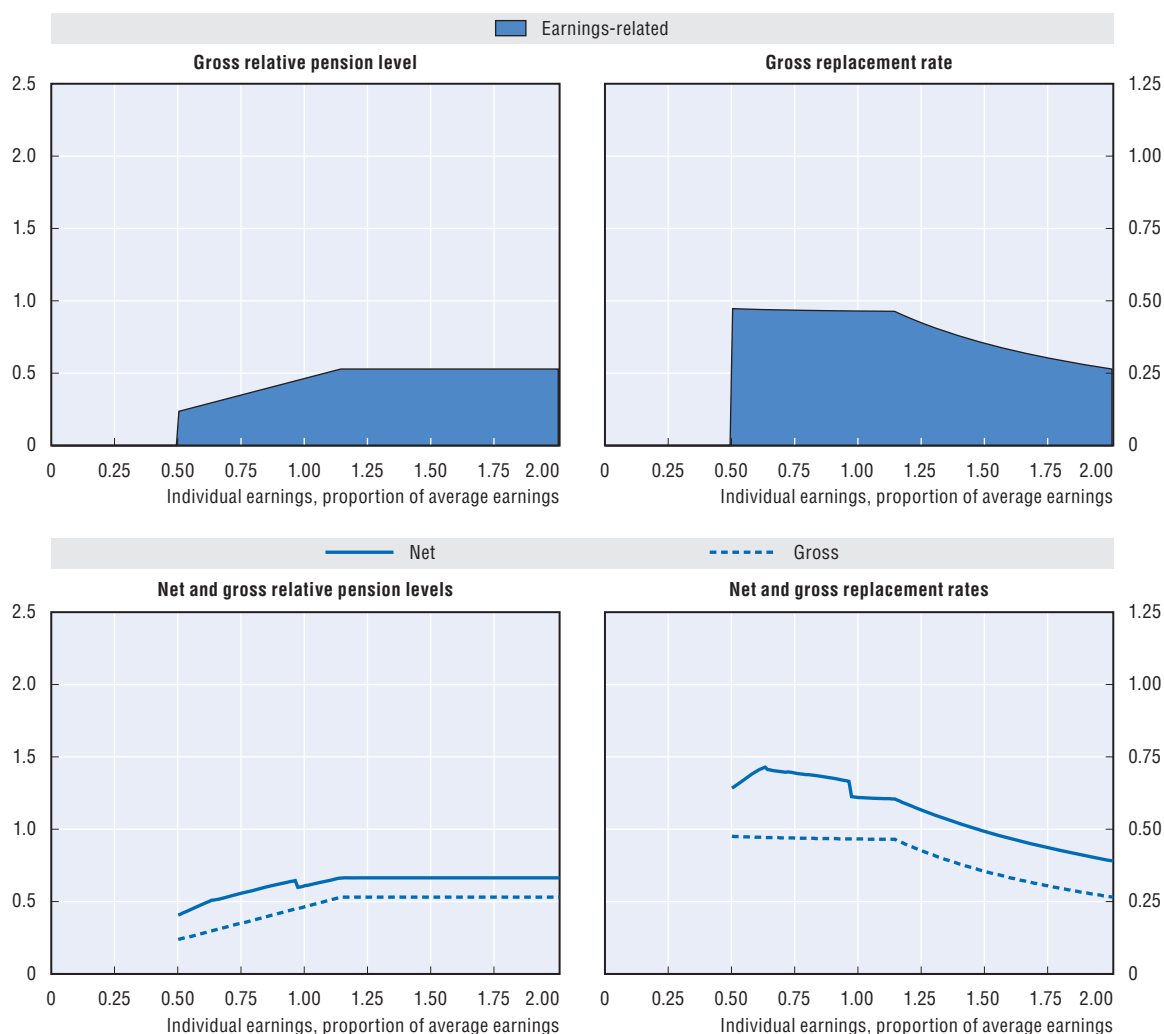 Earnings-related
Gross relative pension level
Gross replacement rate
2.5
2.0
1.5
1.0
0.5
0
1.25
1.00
0.75
0.50
0.25
0
0 0.25 0.50 0.75 1.00 1.25 1.50 1.75 2.00
Individual earnings, proportion of average earnings
0 0.25 0.50 0.75 1.00 1.25 1.50 1.75 2.00
Individual earnings, proportion of average earnings
Net Gross
Net and gross relative pension levels
Net and gross replacement rates
2.5
2.0
1.5
1.0
0.5
0
1.25
1.00
0.75
0.50
0.25
0
0 0.25 0.50 0.75 1.00 1.25 1.50 1.75 2.00
Individual earnings, proportion of average earnings
0 0.25 0.50 0.75 1.00 1.25 1.50 1.75 2.00
Individual earnings, proportion of average earnings